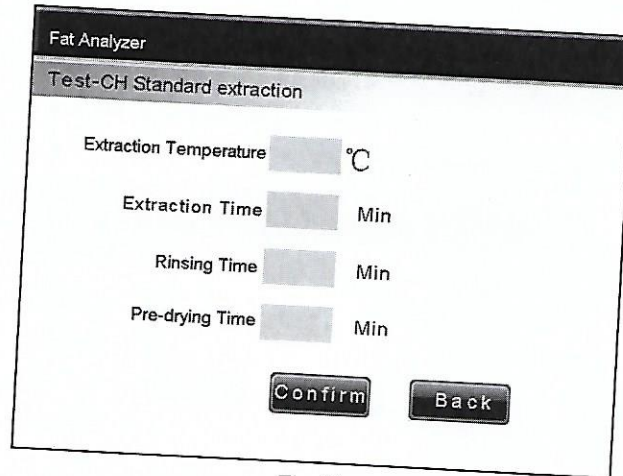 Fat Analyzer
Test-CH Standard extraction
Extraction Temperature ℃
Extraction Time Min
Rinsing Time Min
Pre-drying Time Min
Confirm Back